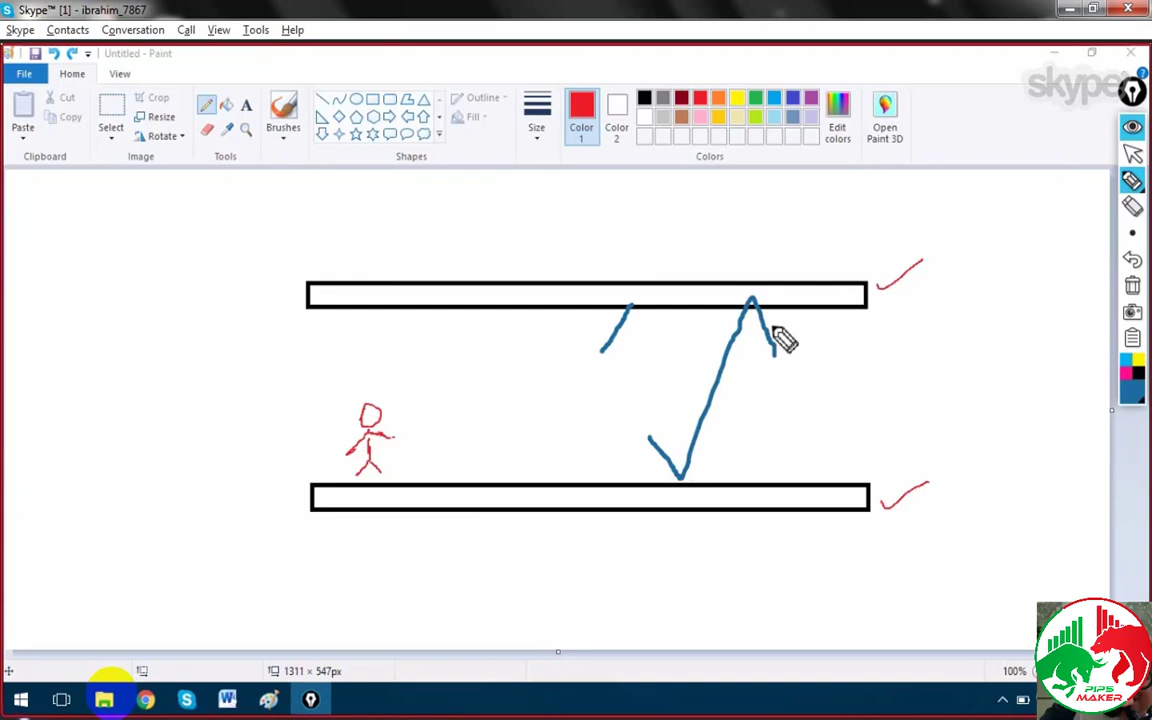 Skype™ [1] - ibrahim_7867
Skype Contacts Conversation Call View Tools Help
Untitled - Paint
skype
File Home View
Cut
Copy
Paste
Crop
Resize
Rotate
Select
A
Brushes
Outline
Fill
Size
Color 1
Color 2
Edit colors
Open Paint 3D
Clipboard Image Tools Shapes Colors
1311 × 547px
100%
PIPS
MAKER